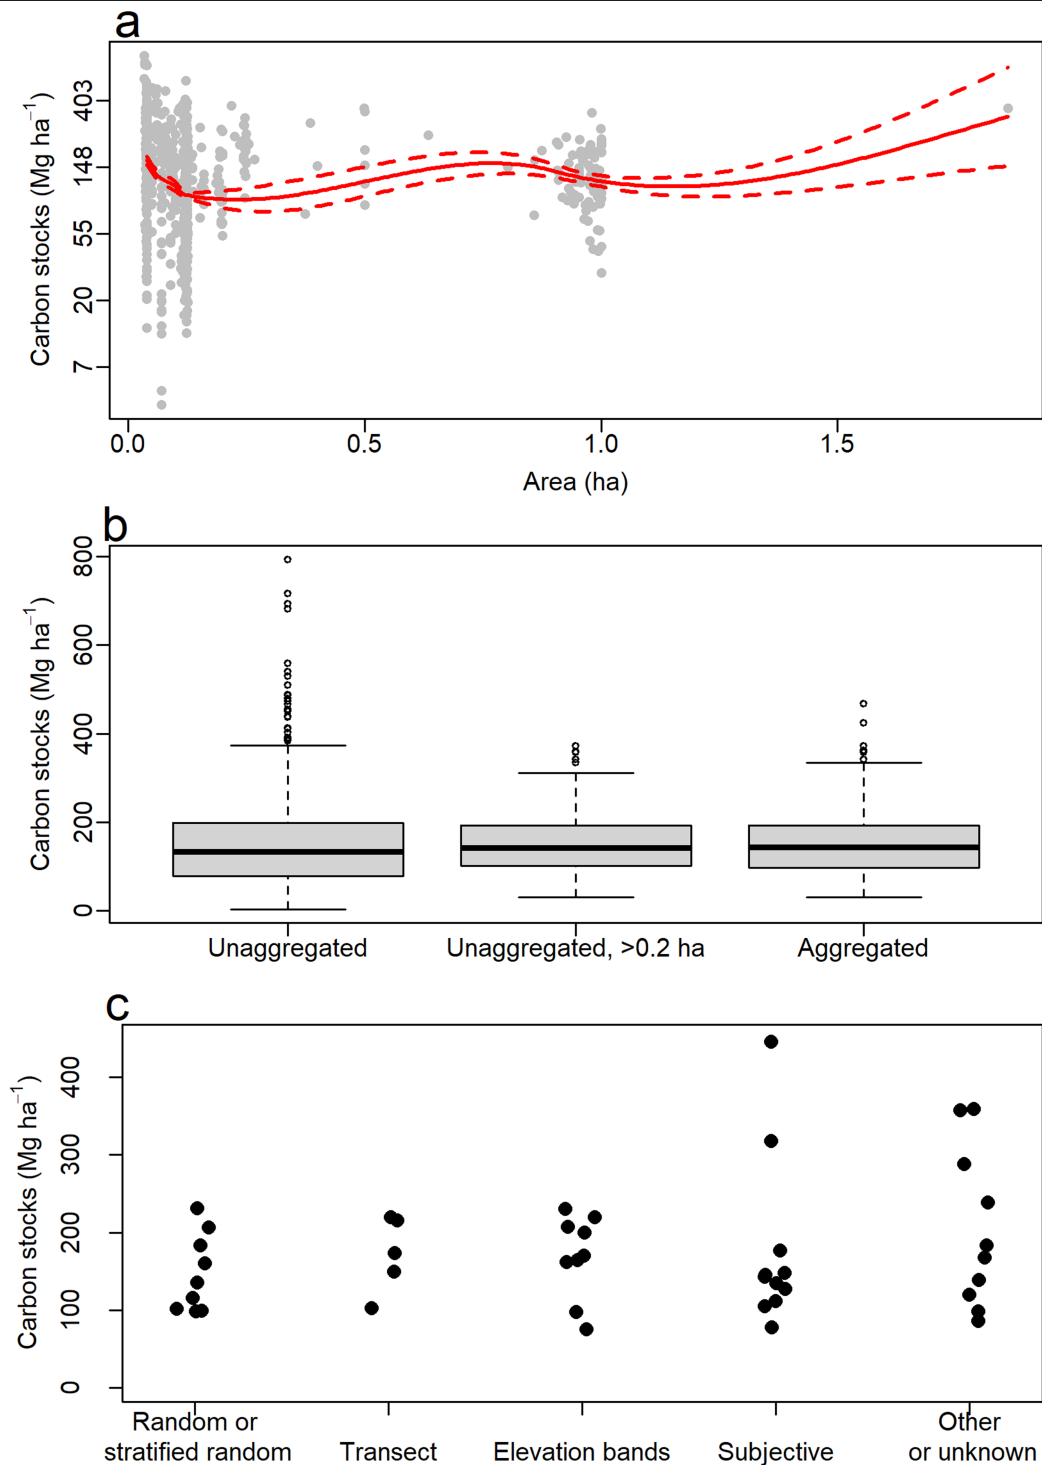 a
Carbon stocks (Mg ha⁻¹)
403
148
55
20
7
0.0 0.5 1.0 1.5
Area (ha)
b
Carbon stocks (Mg ha⁻¹)
800
600
400
200
0
Unaggregated Unaggregated, >0.2 ha Aggregated
c
Carbon stocks (Mg ha⁻¹)
400
300
200
100
0
Random or stratified random Transect Elevation bands Subjective Other or unknown